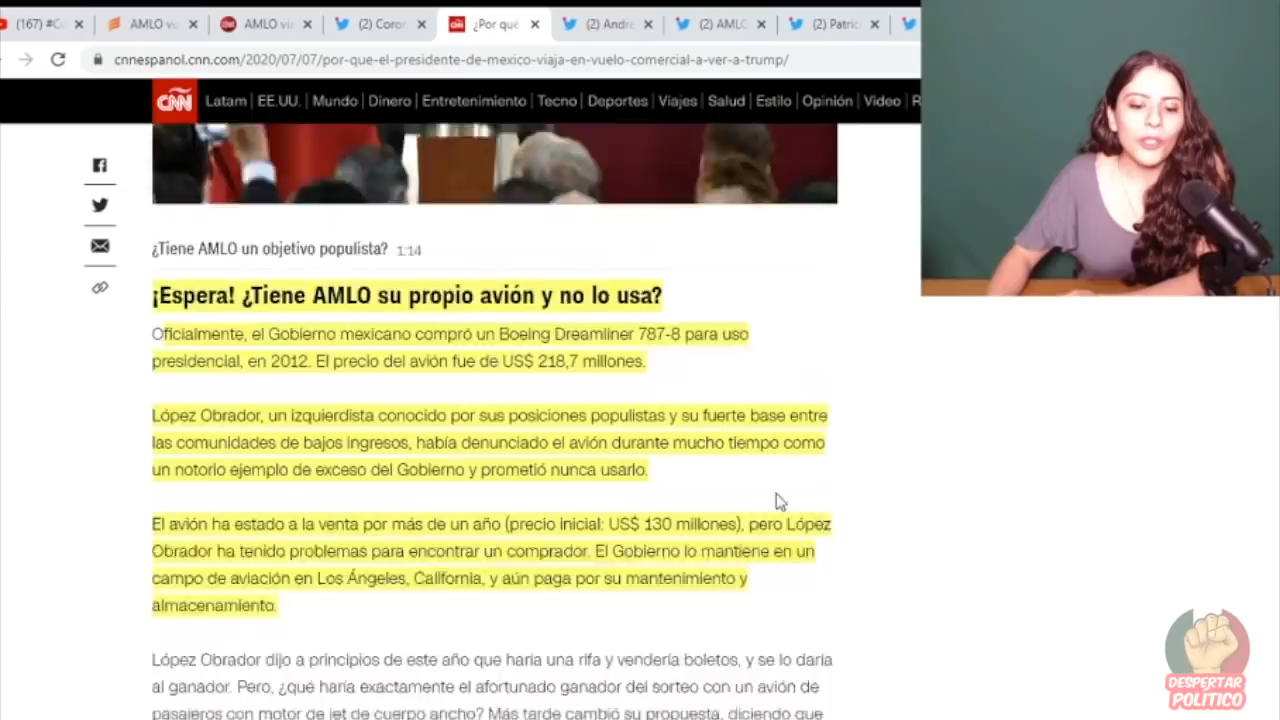 (167) #Co
AMLO vu
AMLO via
(2) Coron
¿Por qué
(2) Andre
(2) AMLO
(2) Patric
cnnespanol.cnn.com/2020/07/07/por-que-el-presidente-de-mexico-viaja-en-vuelo-comercial-a-ver-a-trump/
CNN Latam EE.UU. Mundo Dinero Entretenimiento Tecno Deportes Viajes Salud Estilo Opinión Video R
¿Tiene AMLO un objetivo populista? 1:14
¡Espera! ¿Tiene AMLO su propio avión y no lo usa?
Oficialmente, el Gobierno mexicano compró un Boeing Dreamliner 787-8 para uso
presidencial, en 2012. El precio del avión fue de US$ 218,7 millones.
López Obrador, un izquierdista conocido por sus posiciones populistas y su fuerte base entre
las comunidades de bajos ingresos, había denunciado el avión durante mucho tiempo como
un notorio ejemplo de exceso del Gobierno y prometió nunca usarlo.
El avión ha estado a la venta por más de un año (precio inicial: US$ 130 millones), pero López
Obrador ha tenido problemas para encontrar un comprador. El Gobierno lo mantiene en un
campo de aviación en Los Ángeles, California, y aún paga por su mantenimiento y
almacenamiento.
López Obrador dijo a principios de este año que haría una rifa y vendería boletos, y se lo daría
al ganador. Pero, ¿qué haría exactamente el afortunado ganador del sorteo con un avión de
pasajeros con motor de jet de cuerpo ancho? Más tarde cambió su propuesta, diciendo que
DESPERTAR
POLÍTICO